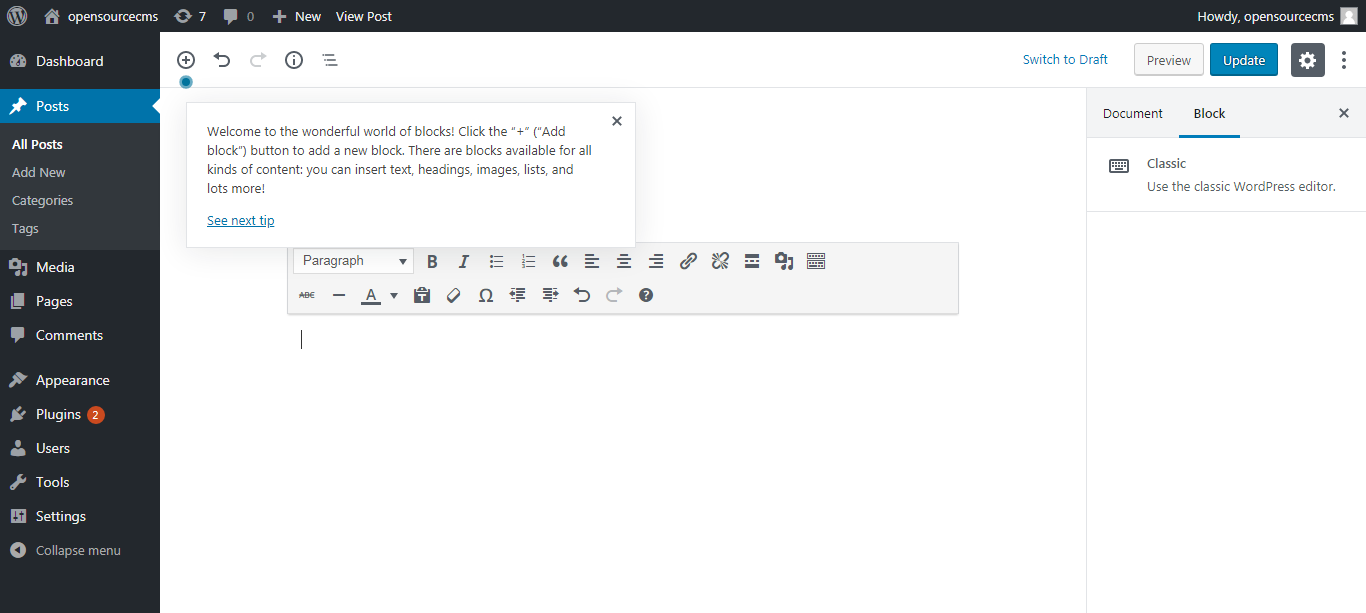 opensourcecms 7 0 New View Post Howdy, opensourcecms
Dashboard
Posts
All Posts
Add New
Categories
Tags
Media
Pages
Comments
Appearance
Plugins 2
Users
Tools
Settings
Collapse menu
Switch to Draft Preview Update
Welcome to the wonderful world of blocks! Click the “+” (“Add
block”) button to add a new block. There are blocks available for all
kinds of content: you can insert text, headings, images, lists, and
lots more!
See next tip
Paragraph
ABC
Document Block
Classic
Use the classic WordPress editor.